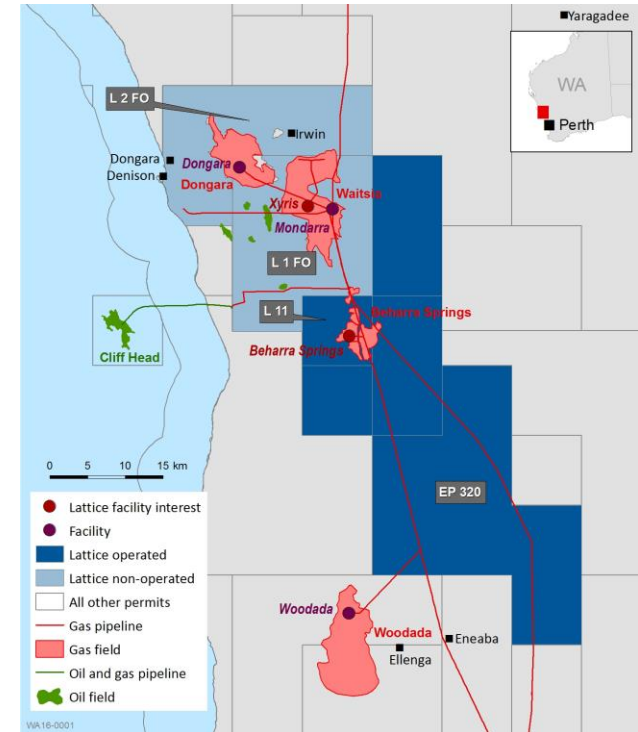 Yaragadee
WA
Perth
L 2 FO
Irwin
Dongara
Denison
Dongara
Dongara
Waitsia
Xyris
Mondarra
L 1 FO
L 11
Beharra Springs
Beharra Springs
Cliff Head
0 5 10 15 km
EP 320
Lattice facility interest
Facility
Lattice operated
Lattice non-operated
All other permits
Gas pipeline
Gas field
Oil and gas pipeline
Oil field
Woodada
Woodada
Eneaba
Ellenga
WA16-0001